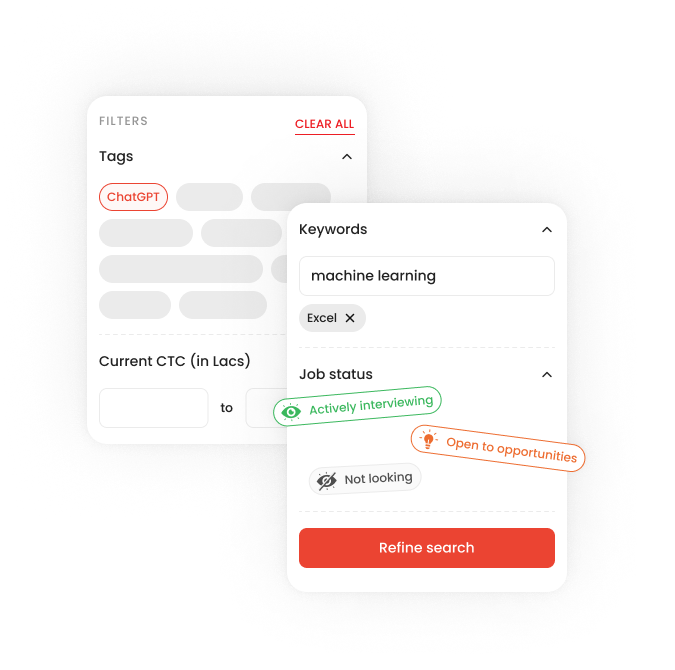 FILTERS
CLEAR ALL
Tags
ChatGPT
Current CTC (in Lacs)
to
Keywords
machine learning
Excel
Job status
Actively interviewing
Open to opportunities
Not looking
Refine search